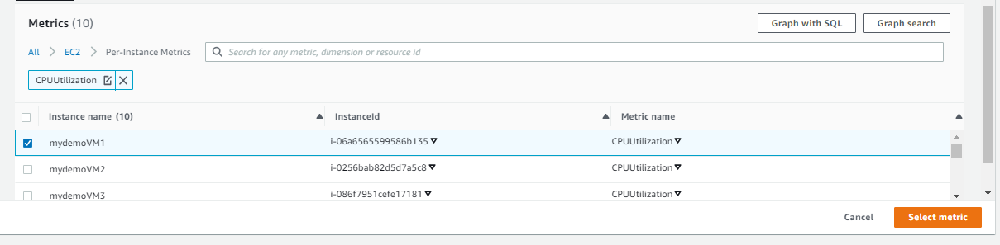 Metrics (10)
Graph with SQL
Graph search
All
EC2
Per-Instance Metrics
Search for any metric, dimension or resource id
CPUUtilization
Instance name (10)
InstanceId
Metric name
mydemoVM1
i-06a6565599586b135
CPUUtilization
mydemoVM2
i-0256bab82d5d7a5c8
CPUUtilization
mydemoVM3
i-086f7951cefe17181
CPUUtilization
Cancel
Select metric